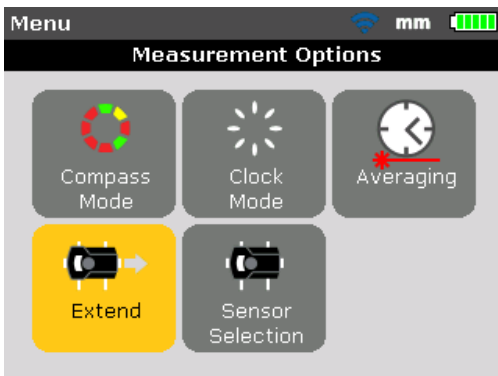 Menu mm
Measurement Options
Compass
Mode
Clock
Mode
Averaging
Extend
Sensor
Selection